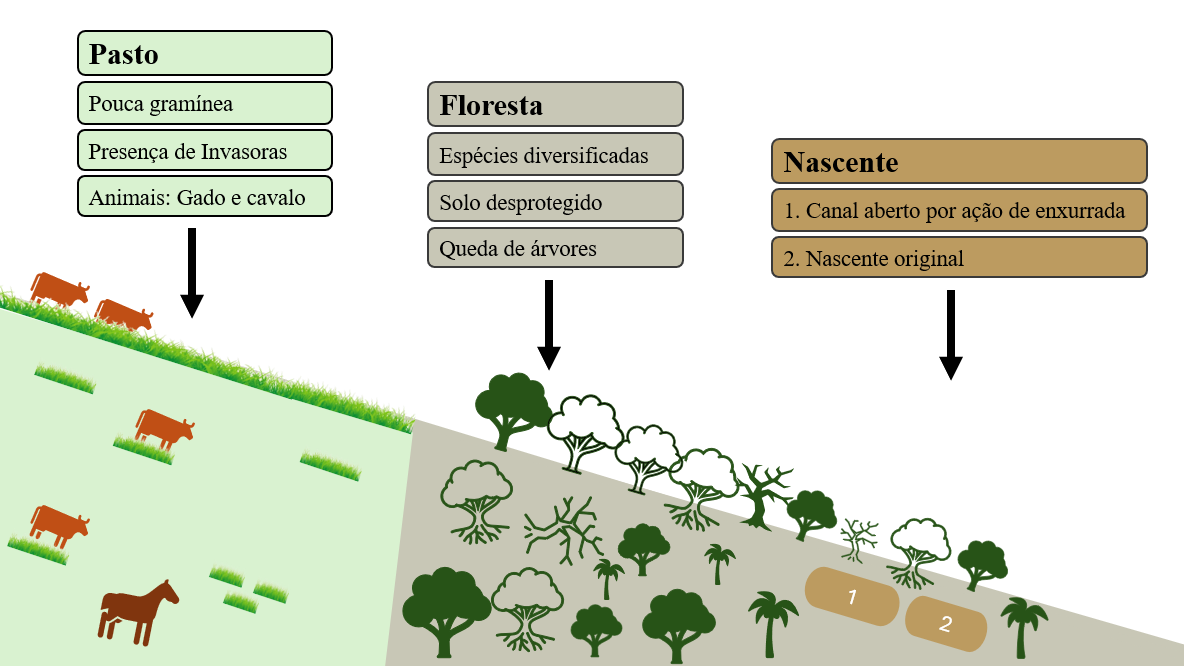 Pasto
Pouca gramínea
Presença de Invasoras
Animais: Gado e cavalo
Floresta
Espécies diversificadas
Solo desprotegido
Queda de árvores
Nascente
1. Canal aberto por ação de enxurrada
2. Nascente original
1
2